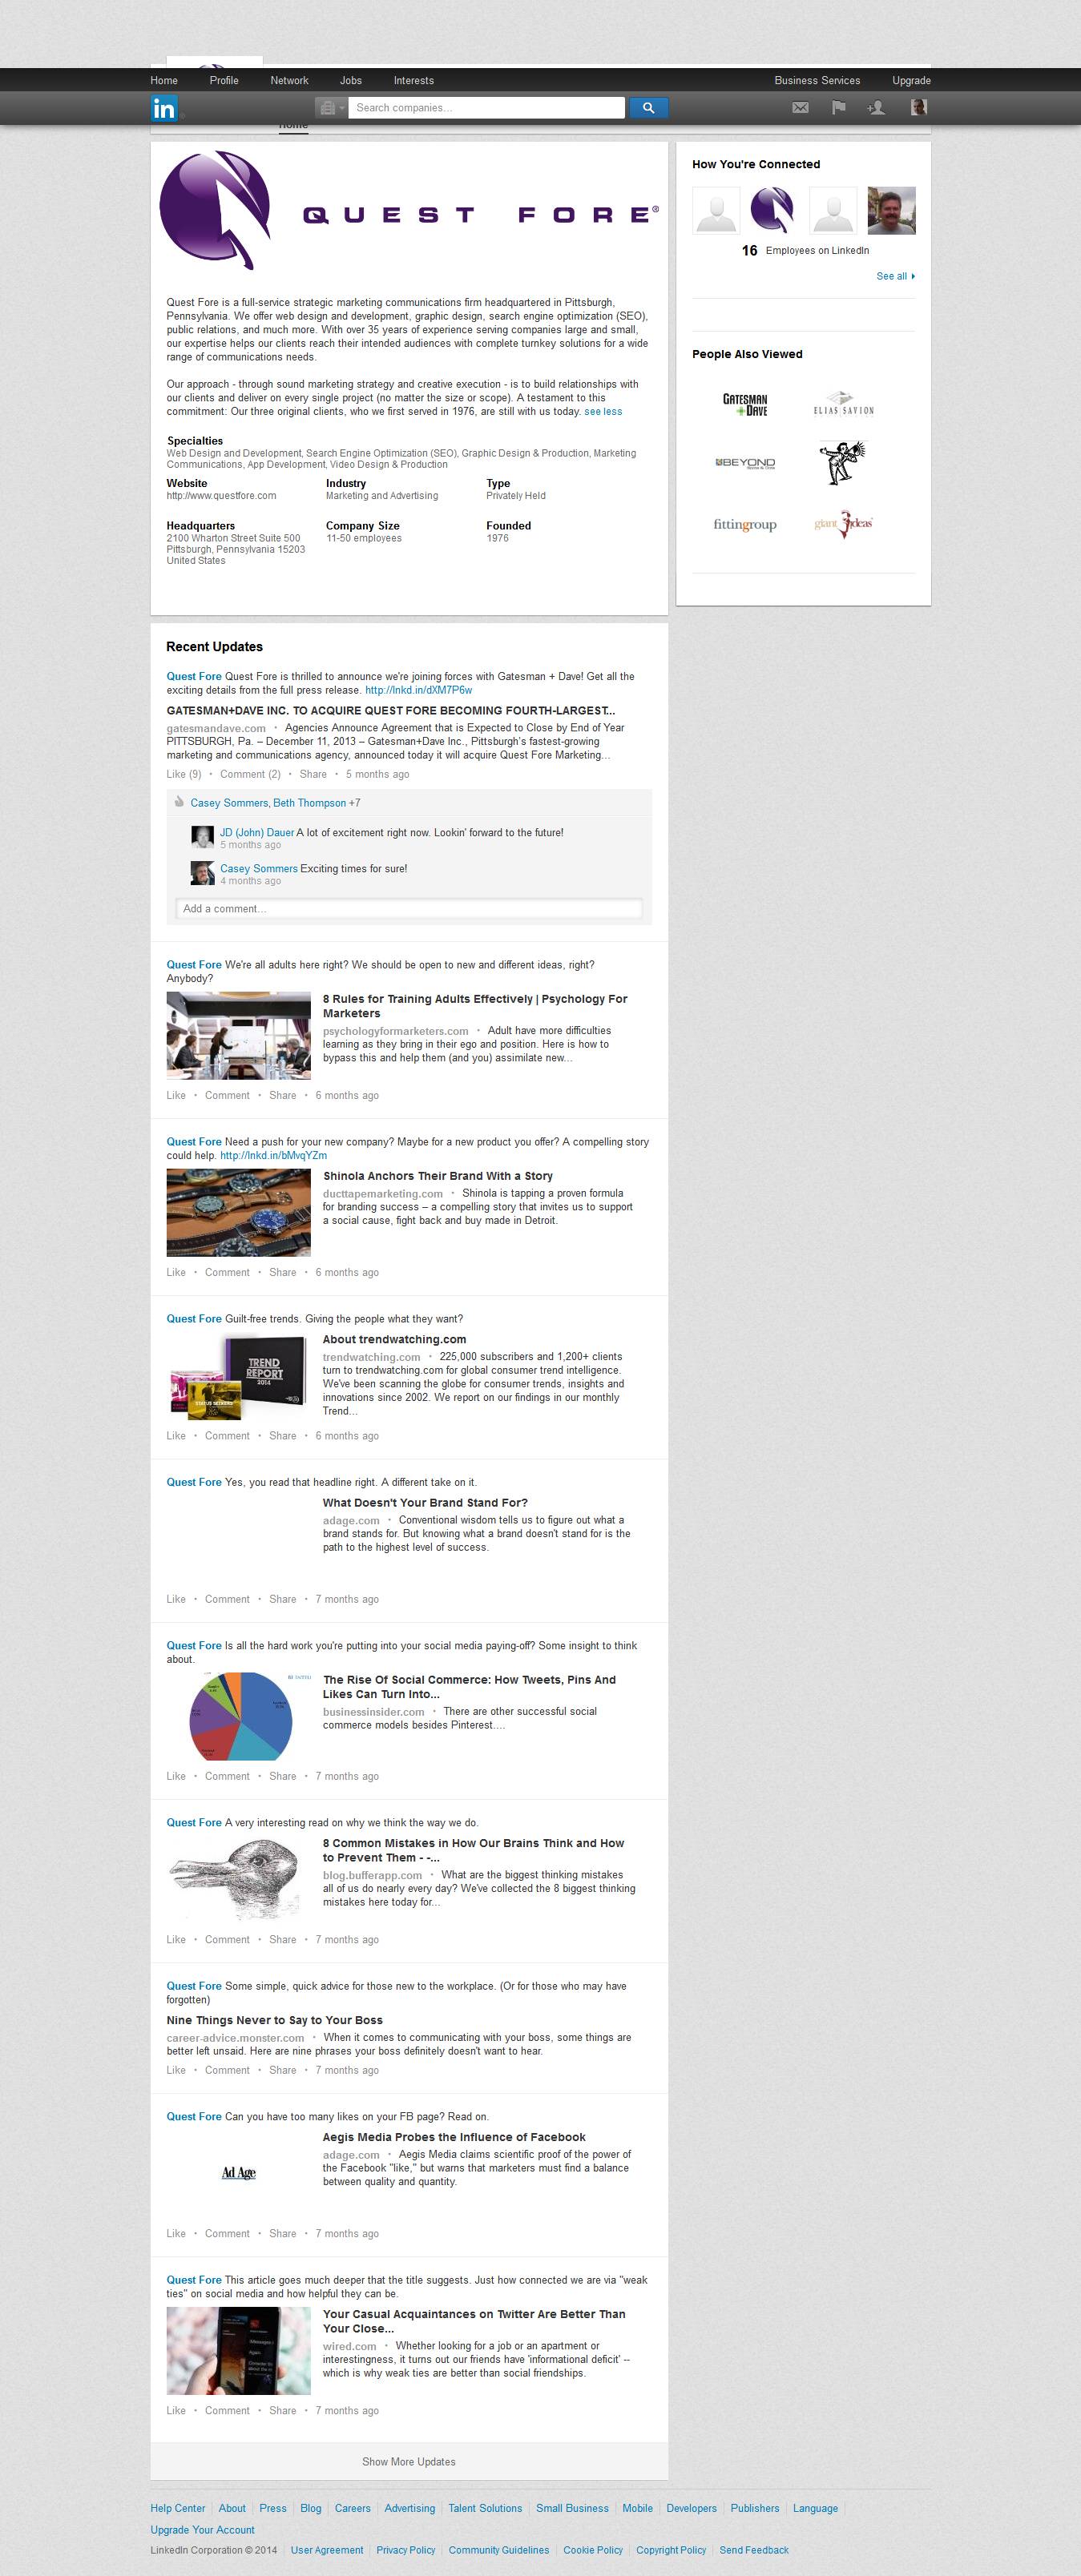 Home Profile Network Jobs Interests Business Services Upgrade
in Search companies...
Home
QUEST FORE®
Quest Fore is a full-service strategic marketing communications firm headquartered in Pittsburgh,
Pennsylvania. We offer web design and development, graphic design, search engine optimization (SEO),
public relations, and much more. With over 35 years of experience serving companies large and small,
our expertise helps our clients reach their intended audiences with complete turnkey solutions for a wide
range of communications needs.
Our approach - through sound marketing strategy and creative execution - is to build relationships with
our clients and deliver on every single project (no matter the size or scope). A testament to this
commitment: Our three original clients, who we first served in 1976, are still with us today. see less
Specialties
Web Design and Development, Search Engine Optimization (SEO), Graphic Design & Production, Marketing
Communications, App Development, Video Design & Production
Website Industry Type
http://www.questfore.com Marketing and Advertising Privately Held
Headquarters Company Size Founded
2100 Wharton Street Suite 500 11-50 employees 1976
Pittsburgh, Pennsylvania 15203
United States
How You're Connected
16 Employees on LinkedIn
See all
People Also Viewed
GATESMAN
+DAVE
ELIAS SAVION
BEYOND
fittingroup
giant ideas
Recent Updates
Quest Fore Quest Fore is thrilled to announce we're joining forces with Gatesman + Dave! Get all the
exciting details from the full press release. http://lnkd.in/dXM7P6w
GATESMAN+DAVE INC. TO ACQUIRE QUEST FORE BECOMING FOURTH-LARGEST...
gatesmandave.com • Agencies Announce Agreement that is Expected to Close by End of Year
PITTSBURGH, Pa. – December 11, 2013 – Gatesman+Dave Inc., Pittsburgh's fastest-growing
marketing and communications agency, announced today it will acquire Quest Fore Marketing...
Like (9) • Comment (2) • Share • 5 months ago
Casey Sommers, Beth Thompson +7
JD (John) Dauer A lot of excitement right now. Lookin' forward to the future!
5 months ago
Casey Sommers Exciting times for sure!
4 months ago
Add a comment...
Quest Fore We're all adults here right? We should be open to new and different ideas, right?
Anybody?
8 Rules for Training Adults Effectively | Psychology For
Marketers
psychologyformarketers.com • Adult have more difficulties
learning as they bring in their ego and position. Here is how to
bypass this and help them (and you) assimilate new...
Like • Comment • Share • 6 months ago
Quest Fore Need a push for your new company? Maybe for a new product you offer? A compelling story
could help. http://lnkd.in/bMvqYZm
Shinola Anchors Their Brand With a Story
ducttapemarketing.com • Shinola is tapping a proven formula
for branding success – a compelling story that invites us to support
a social cause, fight back and buy made in Detroit.
Like • Comment • Share • 6 months ago
Quest Fore Guilt-free trends. Giving the people what they want?
TREND
REPORT
2014
STATUS SEEKERS
About trendwatching.com
trendwatching.com • 225,000 subscribers and 1,200+ clients
turn to trendwatching.com for global consumer trend intelligence.
We've been scanning the globe for consumer trends, insights and
innovations since 2002. We report on our findings in our monthly
Trend...
Like • Comment • Share • 6 months ago
Quest Fore Yes, you read that headline right. A different take on it.
What Doesn't Your Brand Stand For?
adage.com • Conventional wisdom tells us to figure out what a
brand stands for. But knowing what a brand doesn't stand for is the
path to the highest level of success.
Like • Comment • Share • 7 months ago
Quest Fore Is all the hard work you're putting into your social media paying-off? Some insight to think
about.
The Rise Of Social Commerce: How Tweets, Pins And
Likes Can Turn Into...
businessinsider.com • There are other successful social
commerce models besides Pinterest....
Like • Comment • Share • 7 months ago
Quest Fore A very interesting read on why we think the way we do.
8 Common Mistakes in How Our Brains Think and How
to Prevent Them - -...
blog.bufferapp.com • What are the biggest thinking mistakes
all of us do nearly every day? We've collected the 8 biggest thinking
mistakes here today for...
Like • Comment • Share • 7 months ago
Quest Fore Some simple, quick advice for those new to the workplace. (Or for those who may have
forgotten)
Nine Things Never to Say to Your Boss
career-advice.monster.com • When it comes to communicating with your boss, some things are
better left unsaid. Here are nine phrases your boss definitely doesn't want to hear.
Like • Comment • Share • 7 months ago
Quest Fore Can you have too many likes on your FB page? Read on.
Ad Age
Aegis Media Probes the Influence of Facebook
adage.com • Aegis Media claims scientific proof of the power of
the Facebook "like," but warns that marketers must find a balance
between quality and quantity.
Like • Comment • Share • 7 months ago
Quest Fore This article goes much deeper that the title suggests. Just how connected we are via "weak
ties" on social media and how helpful they can be.
Your Casual Acquaintances on Twitter Are Better Than
Your Close...
wired.com • Whether looking for a job or an apartment or
interestingness, it turns out our friends have 'informational deficit' --
which is why weak ties are better than social friendships.
Like • Comment • Share • 7 months ago
Show More Updates
Help Center About Press Blog Careers Advertising Talent Solutions Small Business Mobile Developers Publishers Language
Upgrade Your Account
LinkedIn Corporation © 2014 User Agreement Privacy Policy Community Guidelines Cookie Policy Copyright Policy Send Feedback